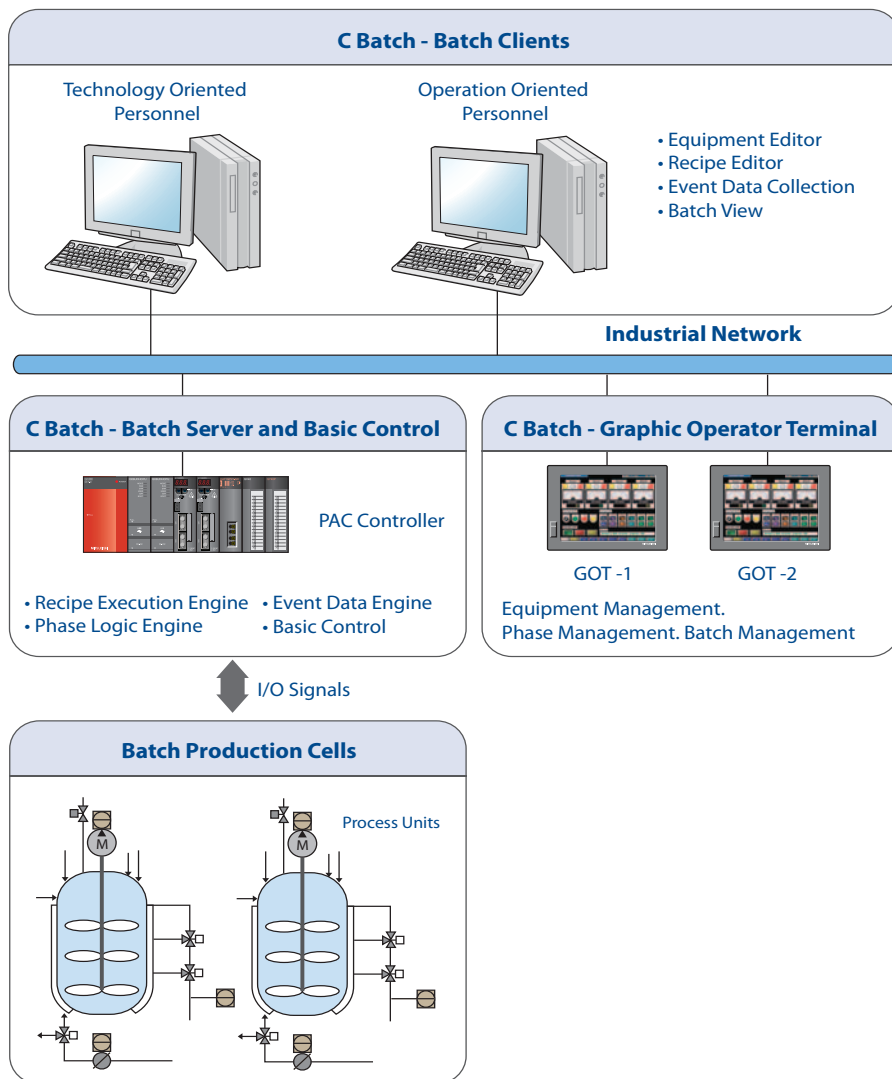 C Batch - Batch Clients
Technology Oriented
Personnel
Operation Oriented
Personnel
• Equipment Editor
• Recipe Editor
• Event Data Collection
• Batch View
Industrial Network
C Batch - Batch Server and Basic Control
PAC Controller
• Recipe Execution Engine
• Phase Logic Engine
• Event Data Engine
• Basic Control
C Batch - Graphic Operator Terminal
GOT -1
GOT -2
Equipment Management.
Phase Management. Batch Management
I/O Signals
Batch Production Cells
Process Units
M
M